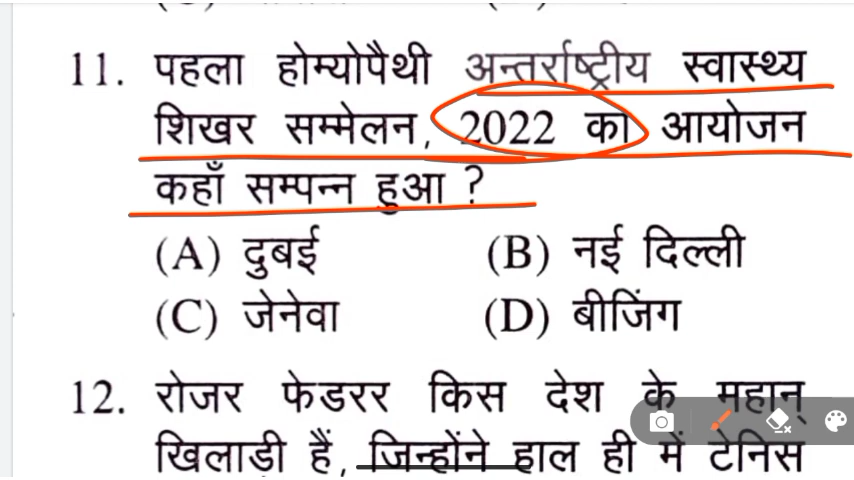 11. पहला होम्योपैथी अन्तर्राष्ट्रीय स्वास्थ्य
शिखर सम्मेलन, 2022 का आयोजन
कहाँ सम्पन्न हुआ ?
(A) दुबई (B) नई दिल्ली
(C) जेनेवा (D) बीजिंग
12. रोजर फेडरर किस देश के महान्
खिलाड़ी हैं, जिन्होंने हाल ही में टेनिस